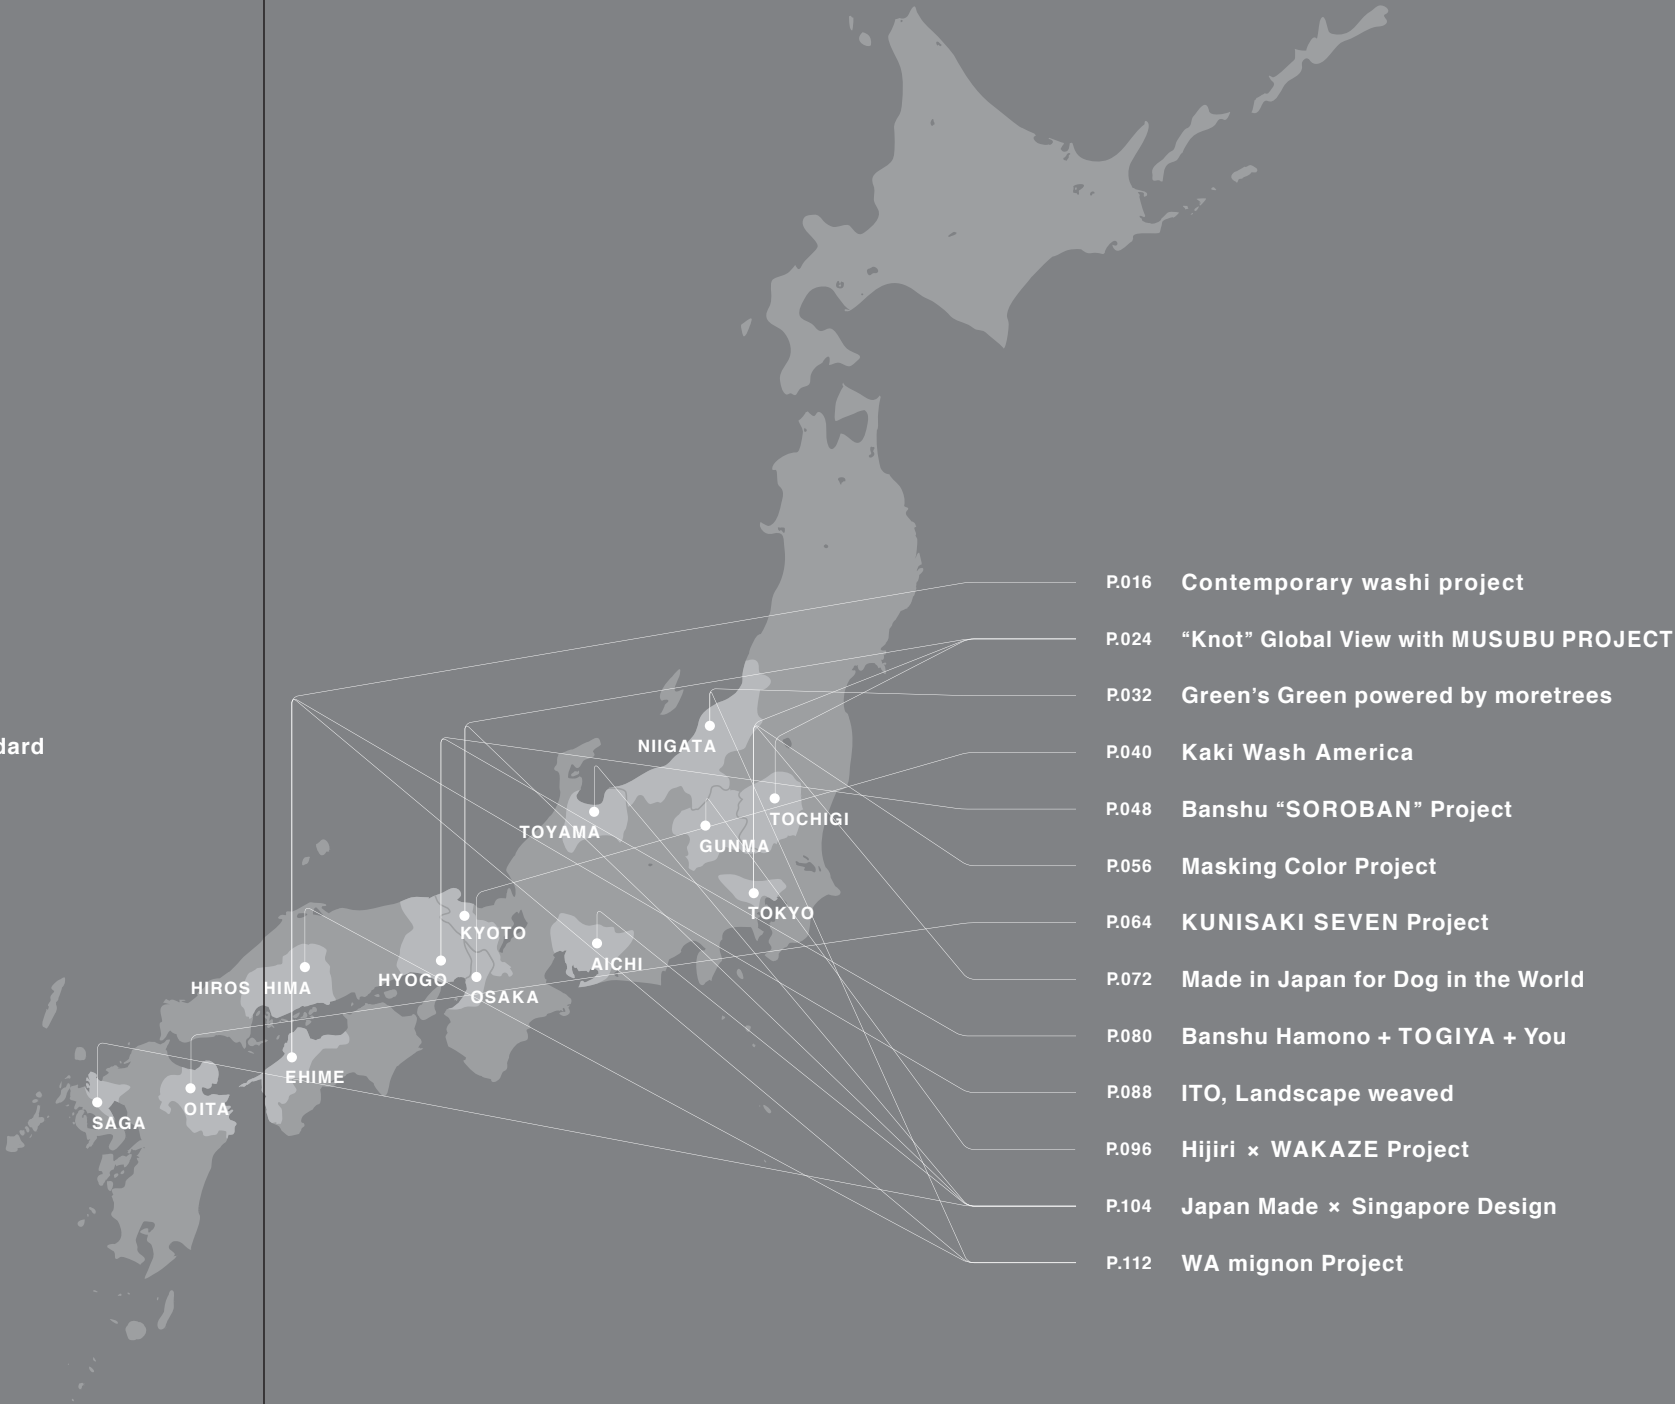 dard
P.016 Contemporary washi project
P.024 “Knot” Global View with MUSUBU PROJECT
P.032 Green’s Green powered by moretrees
P.040 Kaki Wash America
P.048 Banshu “SOROBAN” Project
P.056 Masking Color Project
P.064 KUNISAKI SEVEN Project
P.072 Made in Japan for Dog in the World
P.080 Banshu Hamono + TOGIYA + You
P.088 ITO, Landscape weaved
P.096 Hijiri × WAKAZE Project
P.104 Japan Made × Singapore Design
P.112 WA mignon Project
NIIGATA
TOCHIGI
TOYAMA
GUNMA
TOKYO
KYOTO
AICHI
HYOGO
HIROS HIMA
OSAKA
EHIME
OITA
SAGA